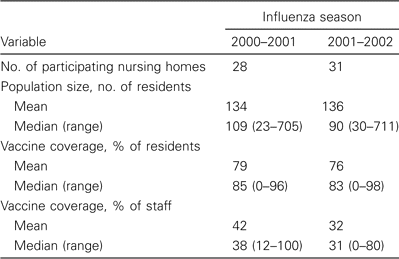 Influenza season
Variable 2000–2001 2001–2002
No. of participating nursing homes 28 31
Population size, no. of residents
Mean 134 136
Median (range) 109 (23–705) 90 (30–711)
Vaccine coverage, % of residents
Mean 79 76
Median (range) 85 (0–96) 83 (0–98)
Vaccine coverage, % of staff
Mean 42 32
Median (range) 38 (12–100) 31 (0–80)